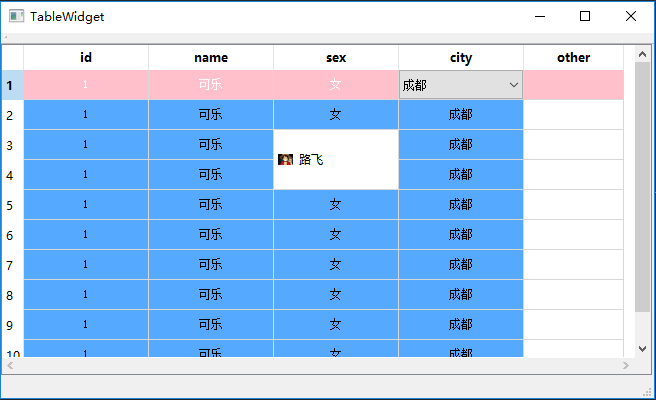 TableWidget
id name sex city other
1 1 可乐 女 成都
2 1 可乐 女 成都
3 1 可乐 路飞 成都
4 1 可乐 成都
5 1 可乐 女 成都
6 1 可乐 女 成都
7 1 可乐 女 成都
8 1 可乐 女 成都
9 1 可乐 女 成都
10 1 可乐 女 成都